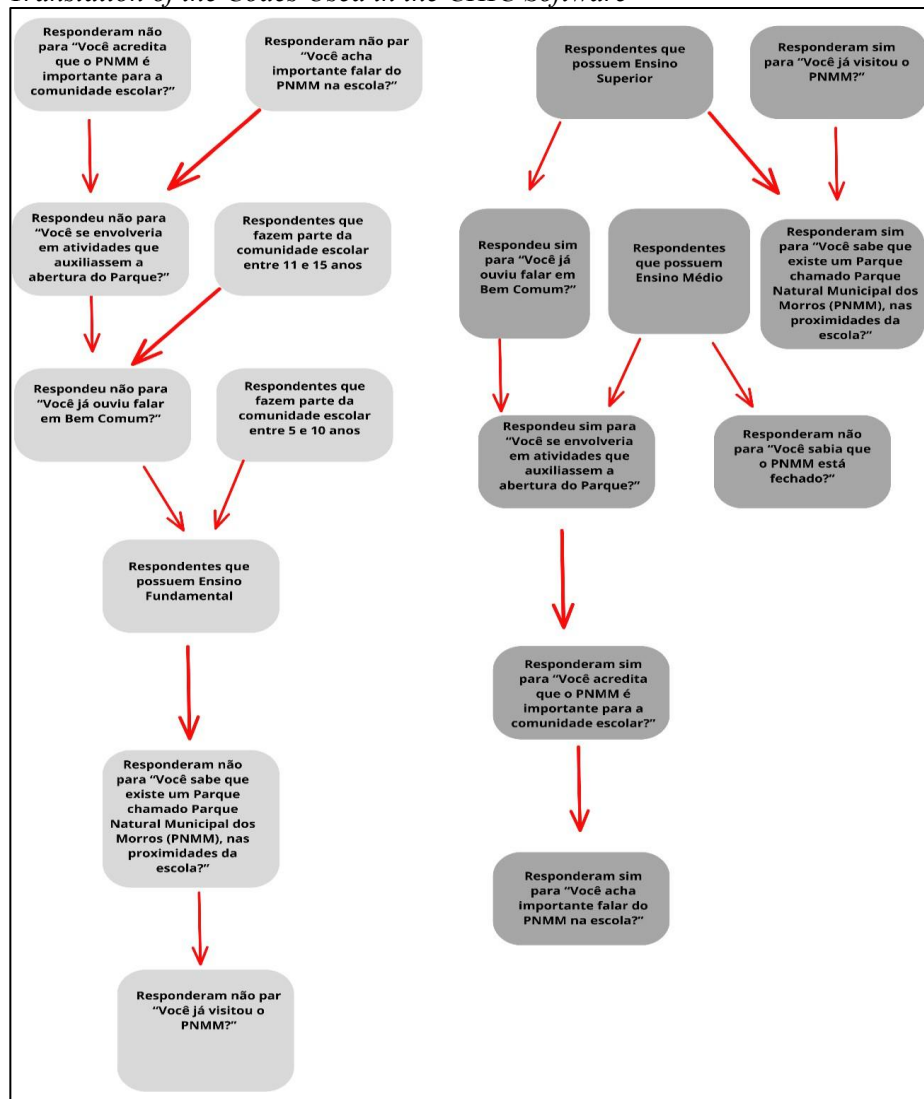 Translation of the Codes Used in the CHIC Software
Responderam não
para “Você acredita
que o PNMM é
importante para a
comunidade escolar?”
Responderam não par
“Você acha
importante falar do
PNMM na escola?”
Respondeu não para
“Você se envolveria
em atividades que
auxiliassem a
abertura do Parque?”
Respondentes que
fazem parte da
comunidade escolar
entre 11 e 15 anos
Respondeu não para
“Você já ouviu falar
em Bem Comum?”
Respondentes que
fazem parte da
comunidade escolar
entre 5 e 10 anos
Respondentes que
possuem Ensino
Fundamental
Responderam não
para “Você sabe que
existe um Parque
chamado Parque
Natural Municipal dos
Morros (PNMM), nas
proximidades da
escola?”
Responderam não par
“Você já visitou o
PNMM?”
Respondentes que
possuem Ensino
Superior
Responderam sim
para “Você já visitou o
PNMM?”
Respondeu sim
para “Você já
ouviu falar em
Bem Comum?”
Respondentes
que possuem
Ensino Médio
Responderam sim
para “Você sabe que
existe um Parque
chamado Parque
Natural Municipal dos
Morros (PNMM), nas
proximidades da
escola?”
Respondeu sim para
“Você se envolveria
em atividades que
auxiliassem a
abertura do Parque?”
Responderam não
para “Você sabia que
o PNMM está
fechado?”
Responderam sim
para “Você acredita
que o PNMM é
importante para a
comunidade escolar?”
Responderam sim
para “Você acha
importante falar do
PNMM na escola?”